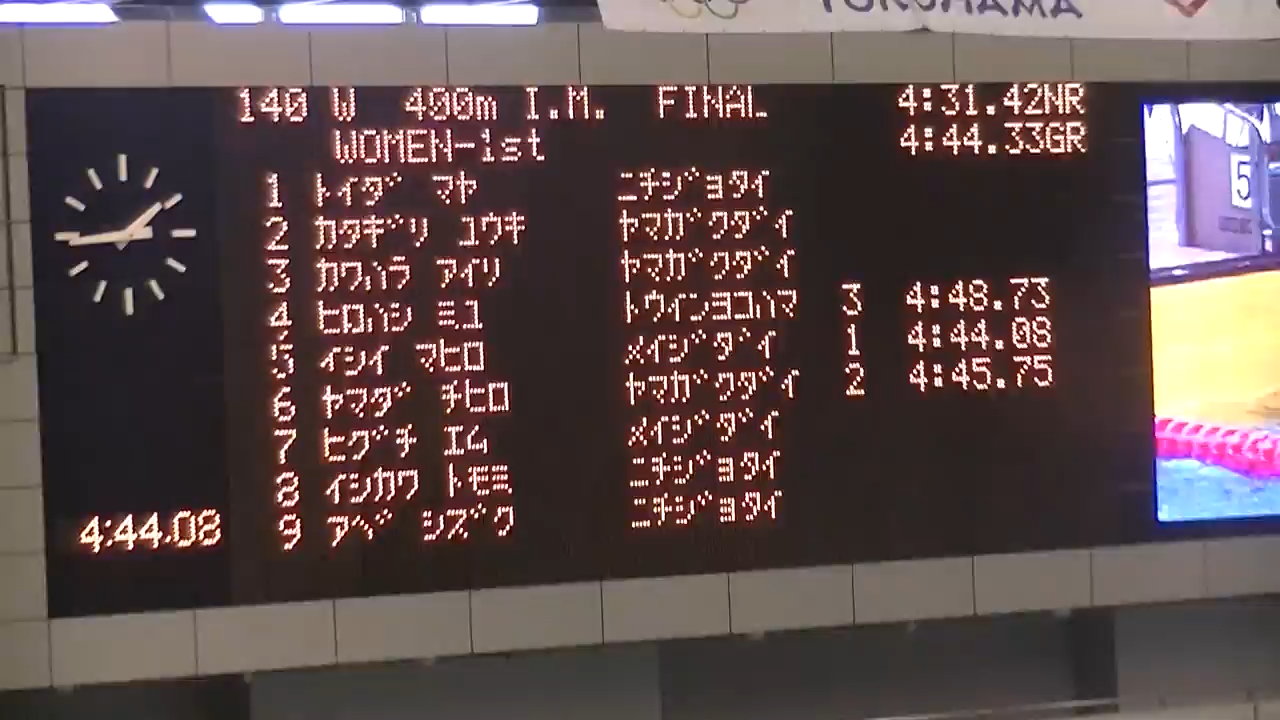 YOKOHAMA
140 W 400m I.M. FINAL 4:31.42NR
WOMEN-1st 4:44.33GR
1 トイダ マヤ ニチジョダイ
2 カタギリ ユウキ ヤマガクダイ
3 カワハラ アイリ ヤマガクダイ
4 ヒロハシ ミユ トウインヨコハマ 3 4:48.73
5 イシイ マヒロ メイジダイ 1 4:44.08
6 ヤマダ チヒロ ヤマガクダイ 2 4:45.75
7 ヒグチ エム メイジダイ
8 イシカワ トモミ ニチジョダイ
9 アベ シズク ニチジョダイ
4:44.08
5